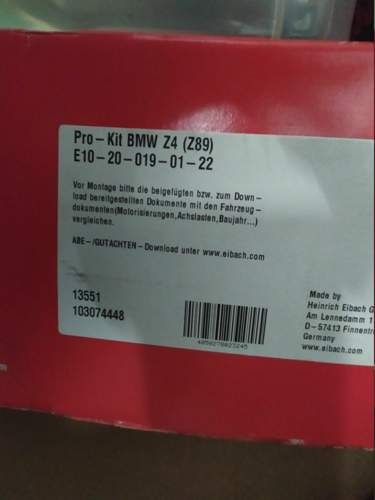 Pro-Kit BMW Z4 (Z89)
E10-20-019-01-22
Vor Montage bitte die beigefügten bzw. zum Down-
load bereitgestellten Dokumente mit den Fahrzeug-
dokumenten(Motorisierungen,Achslasten,Baujahr...)
vergleichen.
ABE-/GUTACHTEN-Download unter www.eibach.com
13551
103074448
Made by
Heinrich Eibach G
Am Lennedamm 1
D-57413 Finnentr
Germany
www.eibach.com